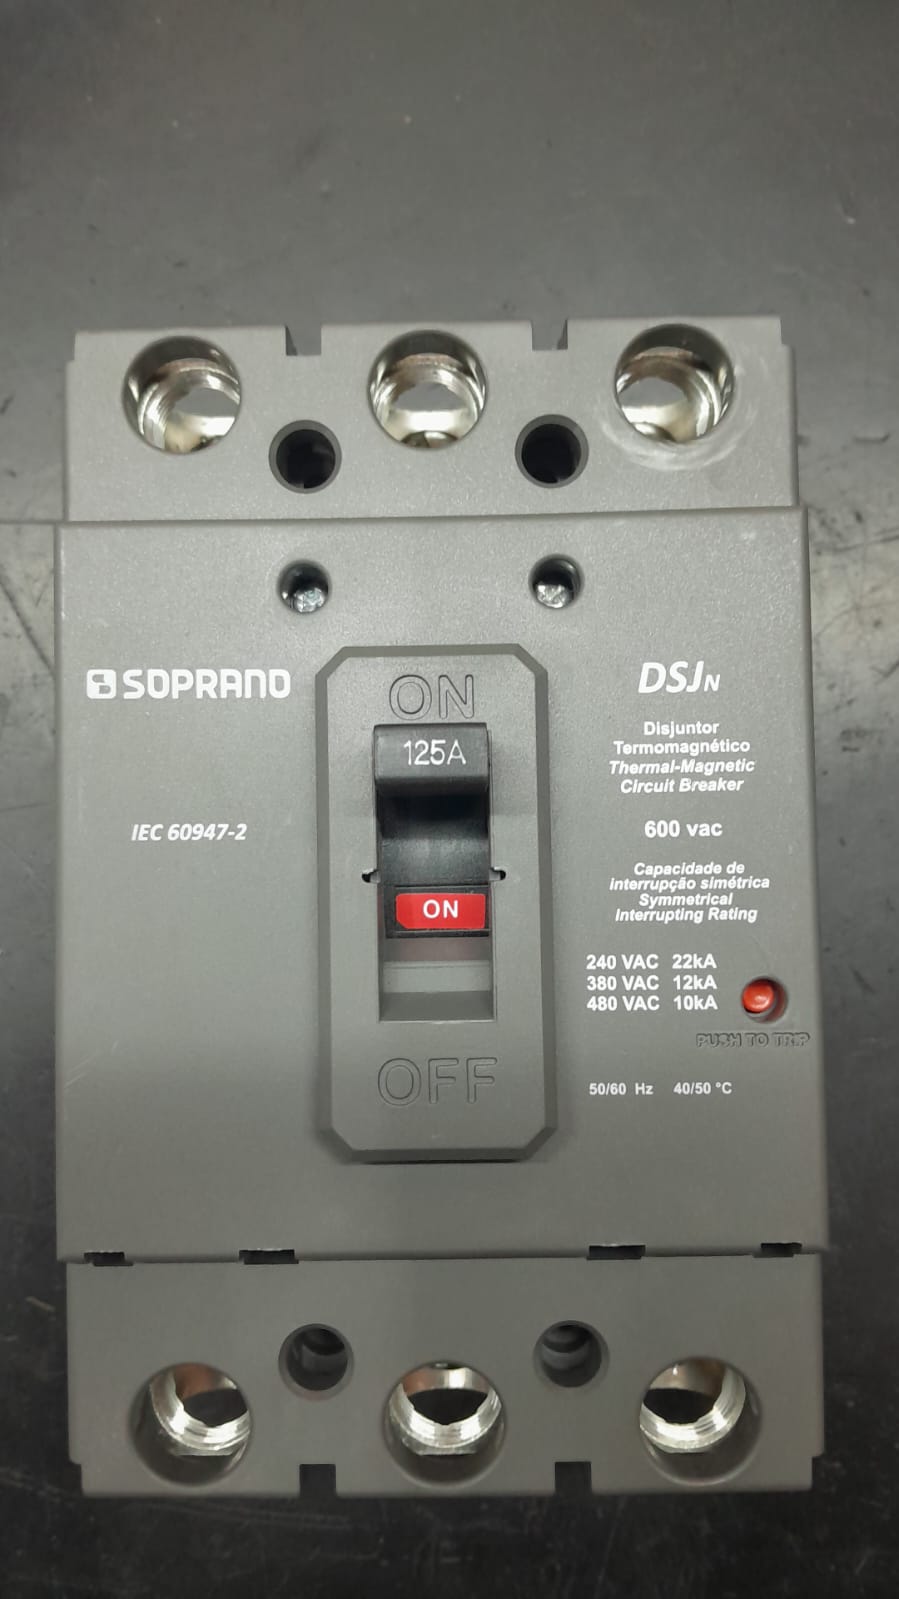 SOPRANO
IEC 60947-2
ON
125A
ON
OFF
DSJN
Disjuntor
Termomagnético
Thermal-Magnetic
Circuit Breaker
600 vac
Capacidade de
interrupção simétrica
Symmetrical
Interrupting Rating
240 VAC 22kA
380 VAC 12kA
480 VAC 10kA
PUSH TO TRIP
50/60 Hz 40/50 °C